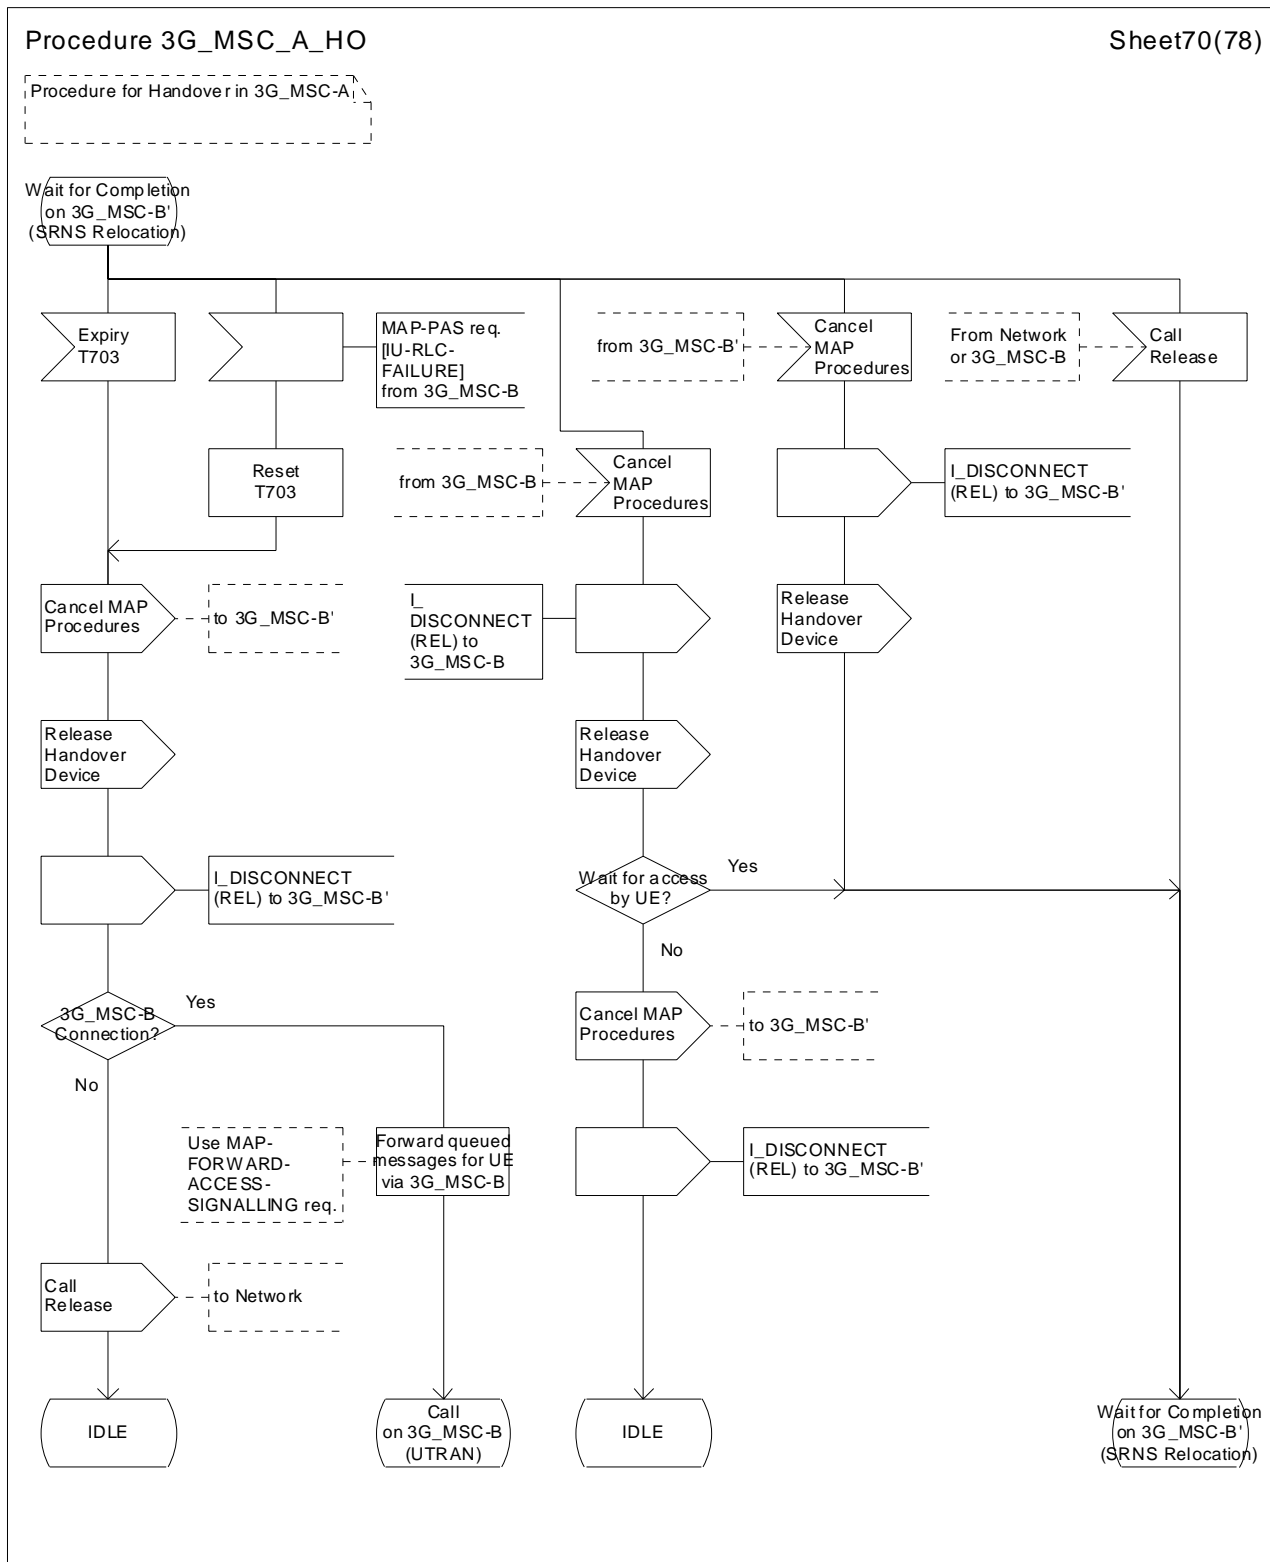 Procedure 3G_MSC_A_HO
Sheet70(78)
Procedure for Handover in 3G_MSC-A
Wait for Completion
on 3G_MSC-B'
(SRNS Relocation)
Expiry
T703
MAP-PAS req.
[IU-RLC-
FAILURE]
from 3G_MSC-B
from 3G_MSC-B'
Cancel
MAP
Procedures
From Network
or 3G_MSC-B
Call
Release
Reset
T703
from 3G_MSC-B
Cancel
MAP
Procedures
I_DISCONNECT
(REL) to 3G_MSC-B'
Cancel MAP
Procedures
to 3G_MSC-B'
I_
DISCONNECT
(REL) to
3G_MSC-B
Release
Handover
Device
Release
Handover
Device
Release
Handover
Device
I_DISCONNECT
(REL) to 3G_MSC-B'
Wait for access
by UE?
Yes
No
3G_MSC-B
Connection?
Yes
No
Cancel MAP
Procedures
to 3G_MSC-B'
Use MAP-
FORWARD-
ACCESS-
SIGNALLING req.
Forward queued
messages for UE
via 3G_MSC-B
I_DISCONNECT
(REL) to 3G_MSC-B'
Call
Release
to Network
IDLE
Call
on 3G_MSC-B
(UTRAN)
IDLE
Wait for Completion
on 3G_MSC-B'
(SRNS Relocation)